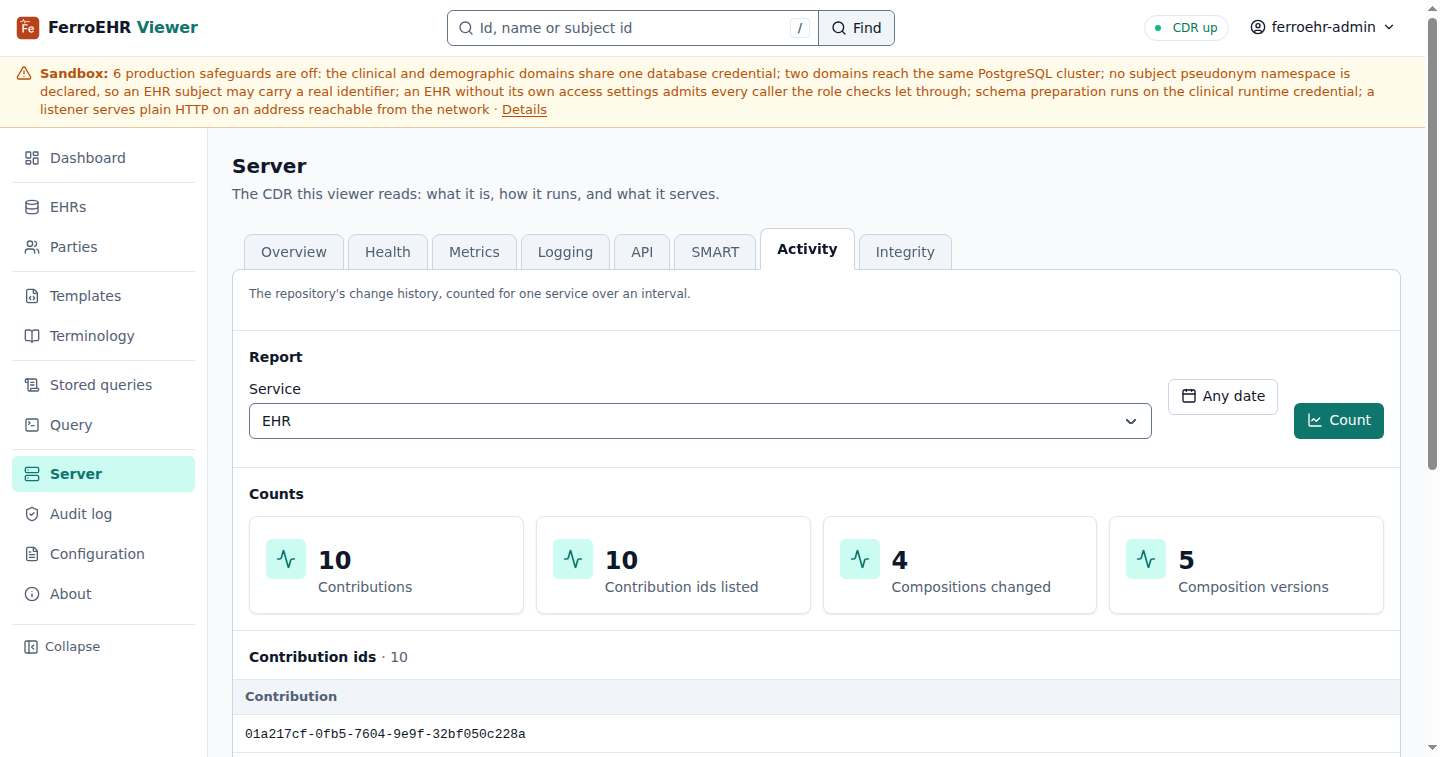 FerroEHR Viewer
Id, name or subject id
/
Find
CDR up
ferroehr-admin
Sandbox: 6 production safeguards are off: the clinical and demographic domains share one database credential; two domains reach the same PostgreSQL cluster; no subject pseudonym namespace is
declared, so an EHR subject may carry a real identifier; an EHR without its own access settings admits every caller the role checks let through; schema preparation runs on the clinical runtime credential; a
listener serves plain HTTP on an address reachable from the network · Details
Dashboard
EHRs
Parties
Templates
Terminology
Stored queries
Query
Server
Audit log
Configuration
About
Collapse
Server
The CDR this viewer reads: what it is, how it runs, and what it serves.
Overview
Health
Metrics
Logging
API
SMART
Activity
Integrity
The repository's change history, counted for one service over an interval.
Report
Service
EHR
Any date
Count
Counts
10
Contributions
10
Contribution ids listed
4
Compositions changed
5
Composition versions
Contribution ids · 10
Contribution
01a217cf-0fb5-7604-9e9f-32bf050c228a